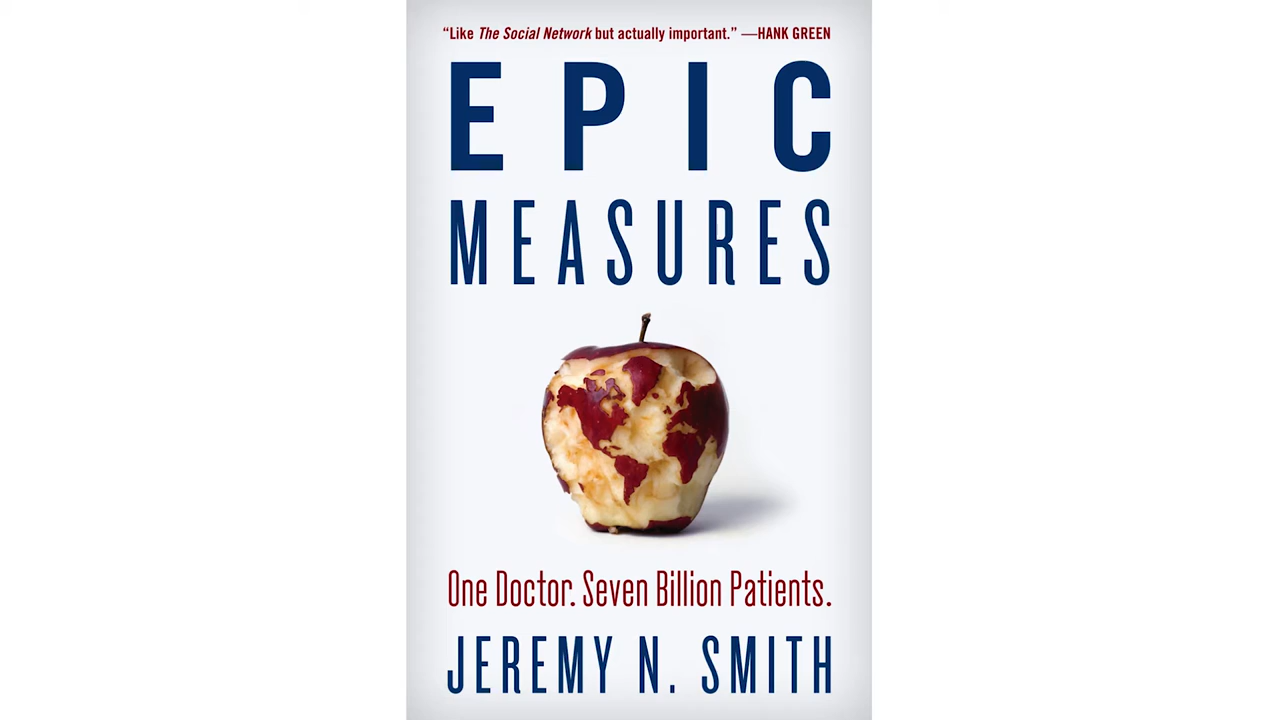 “Like The Social Network but actually important.” —HANK GREEN
EPIC
MEASURES
One Doctor. Seven Billion Patients.
JEREMY N. SMITH